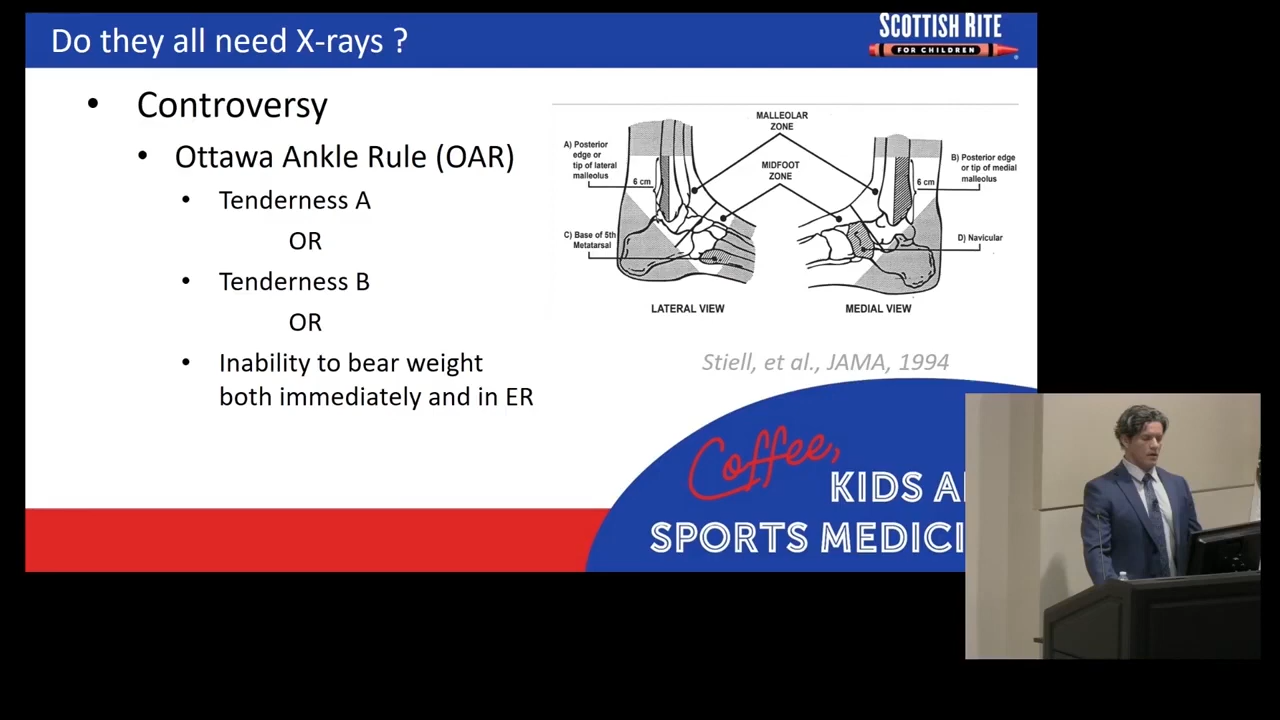 Do they all need X-rays ?
SCOTTISH RITE
FOR CHILDREN
• Controversy
• Ottawa Ankle Rule (OAR)
• Tenderness A
OR
• Tenderness B
OR
• Inability to bear weight
both immediately and in ER
MALLEOLAR
ZONE
MIDFOOT
ZONE
A) Posterior
edge or
tip of lateral
malleolus
6 cm
C) Base of 5th
Metatarsal
B) Posterior edge
or tip of medial
malleolus
6 cm
D) Navicular
LATERAL VIEW
MEDIAL VIEW
Stiell, et al., JAMA, 1994
Coffee,
KIDS A
SPORTS MEDICI